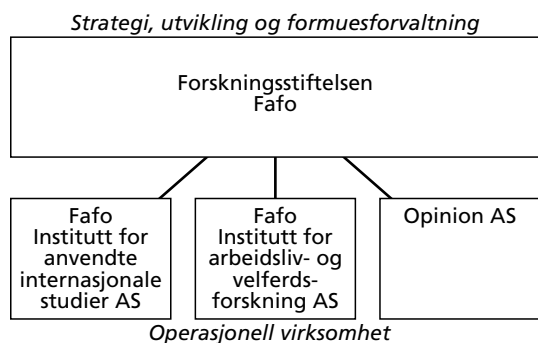 Strategi, utvikling og formuesforvaltning
Forskningsstiftelsen
Fafo
Fafo
Institutt for
anvendte
internasjonale
studier AS
Fafo
Institutt for
arbeidsliv- og
velferds-
forskning AS
Opinion AS
Operasjonell virksomhet